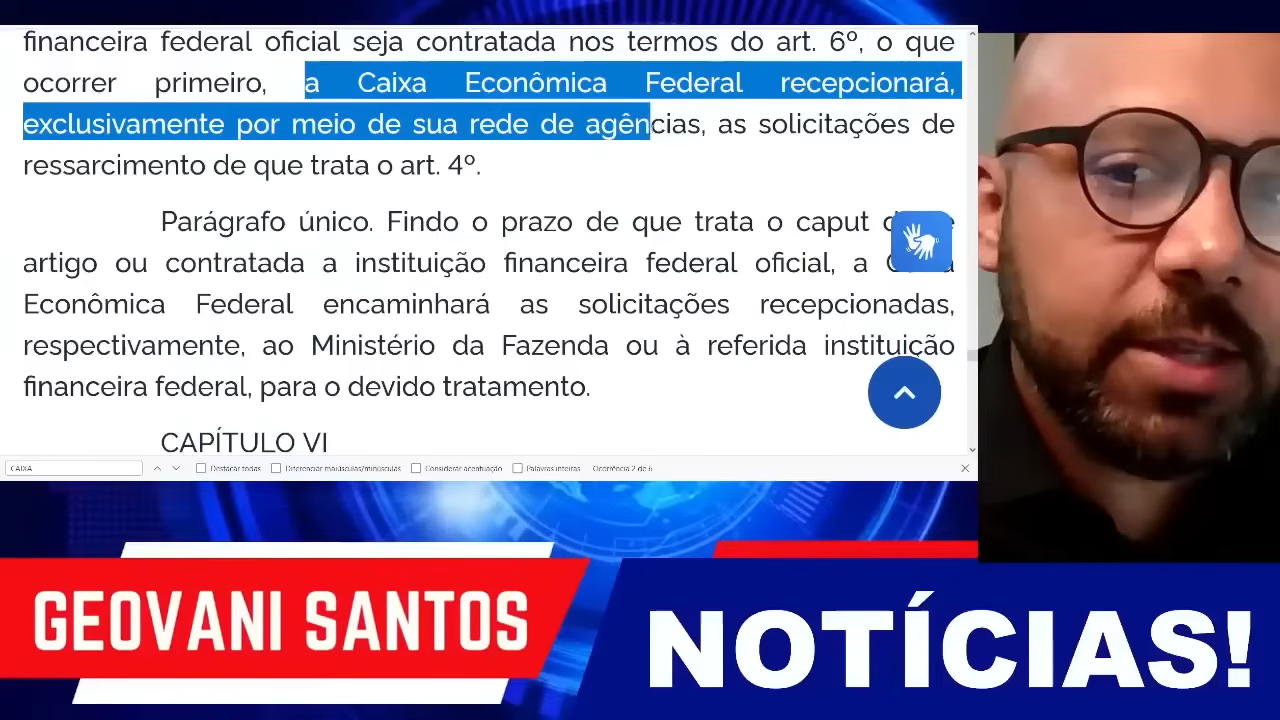 financeira federal oficial seja contratada nos termos do art. 6º, o que
ocorrer primeiro, a Caixa Econômica Federal recepcionará,
exclusivamente por meio de sua rede de agências, as solicitações de
ressarcimento de que trata o art. 4º.
Parágrafo único. Findo o prazo de que trata o caput
artigo ou contratada a instituição financeira federal oficial, a
Econômica Federal encaminhará as solicitações recepcionadas,
respectivamente, ao Ministério da Fazenda ou à referida instituição
financeira federal, para o devido tratamento.
CAPÍTULO VI
CAIXA
Destacar todas
Diferenciar maiúsculas/minúsculas
Considerar acentuação
Palavras inteiras
Ocorrência 2 de 6
GEOVANI SANTOS
NOTÍCIAS!